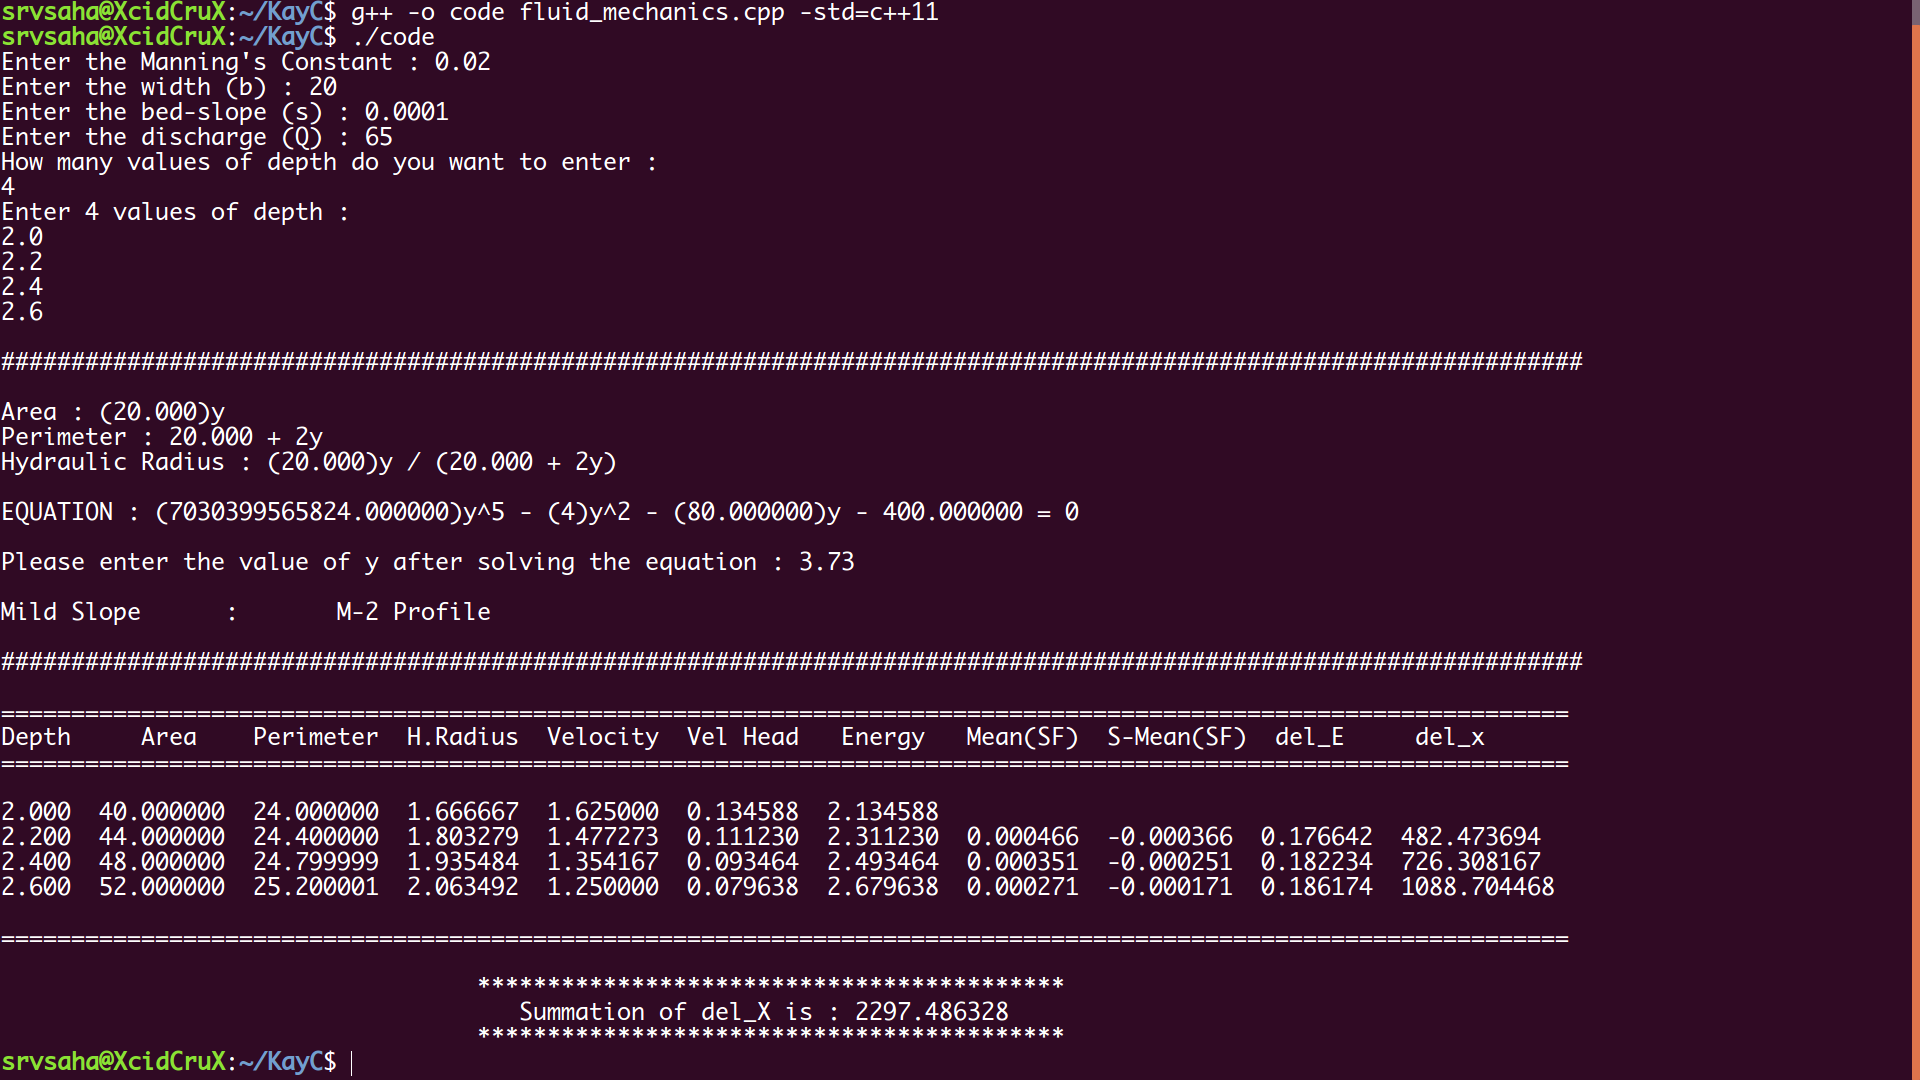 srvsaha@XcidCruX:~/KayC$ g++ -o code fluid_mechanics.cpp -std=c++11
srvsaha@XcidCruX:~/KayC$ ./code
Enter the Manning's Constant : 0.02
Enter the width (b) : 20
Enter the bed-slope (s) : 0.0001
Enter the discharge (Q) : 65
How many values of depth do you want to enter :
4
Enter 4 values of depth :
2.0
2.2
2.4
2.6
#################################################################################################################
Area : (20.000)y
Perimeter : 20.000 + 2y
Hydraulic Radius : (20.000)y / (20.000 + 2y)
EQUATION : (7030399565824.000000)y^5 - (4)y^2 - (80.000000)y - 400.000000 = 0
Please enter the value of y after solving the equation : 3.73
Mild Slope      :       M-2 Profile
#################################################################################################################
================================================================================================================
Depth     Area    Perimeter  H.Radius  Velocity  Vel Head   Energy   Mean(SF)  S-Mean(SF)  del_E     del_x
================================================================================================================
2.000  40.000000  24.000000  1.666667  1.625000  0.134588  2.134588
2.200  44.000000  24.400000  1.803279  1.477273  0.111230  2.311230  0.000466  -0.000366  0.176642  482.473694
2.400  48.000000  24.799999  1.935484  1.354167  0.093464  2.493464  0.000351  -0.000251  0.182234  726.308167
2.600  52.000000  25.200001  2.063492  1.250000  0.079638  2.679638  0.000271  -0.000171  0.186174  1088.704468
================================================================================================================
******************************************
Summation of del_X is : 2297.486328
******************************************
srvsaha@XcidCruX:~/KayC$